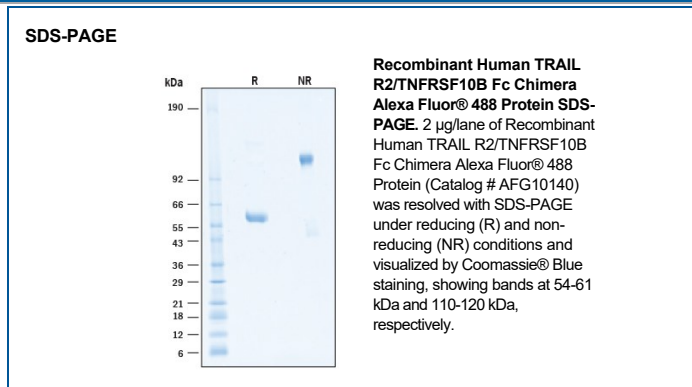 SDS-PAGE
kDa R NR
190
92
66
55
43
36
29
21
18
12
6
Recombinant Human TRAIL
R2/TNFRSF10B Fc Chimera
Alexa Fluor® 488 Protein SDS-
PAGE. 2 µg/lane of Recombinant
Human TRAIL R2/TNFRSF10B
Fc Chimera Alexa Fluor® 488
Protein (Catalog # AFG10140)
was resolved with SDS-PAGE
under reducing (R) and non-
reducing (NR) conditions and
visualized by Coomassie® Blue
staining, showing bands at 54-61
kDa and 110-120 kDa,
respectively.